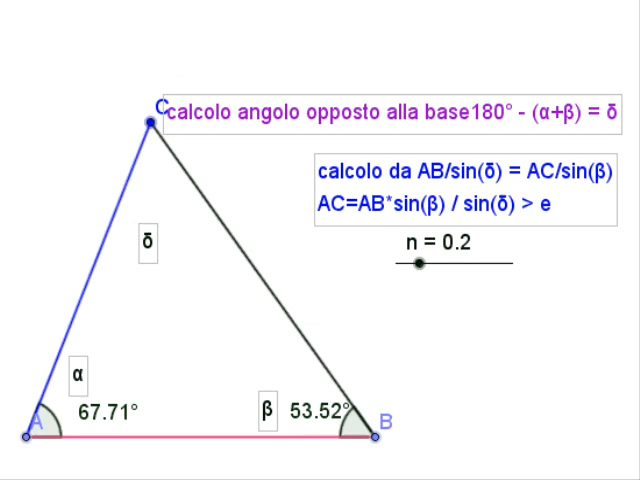 C
calcolo angolo opposto alla base180° - (α+β) = δ
calcolo da AB/sin(δ) = AC/sin(β)
AC=AB*sin(β) / sin(δ) > e
n = 0.2
δ
α
67.71°
β
53.52°
A
B